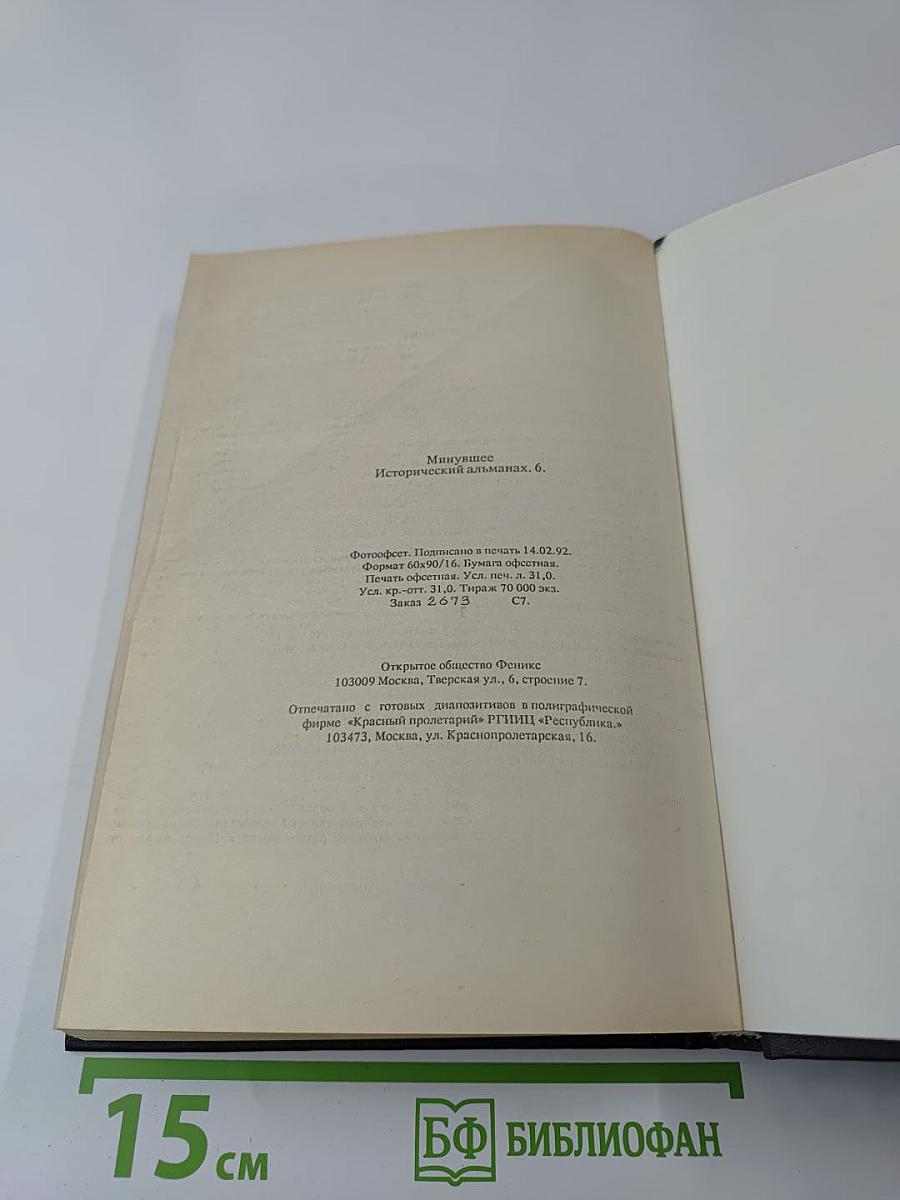 Минувшее
Исторический альманах. 6.
Фотоофсет. Подписано в печать 14.02.92.
Формат 60x90/16. Бумага офсетная.
Печать офсетная. Усл. печ. л. 31,0.
Усл. кр.-отт. 31,0. Тираж 70 000 экз.
Заказ 2673 С7.
Открытое общество Феникс
103009 Москва, Тверская ул., 6, строение 7.
Отпечатано с готовых диапозитивов в полиграфической
фирме «Красный пролетарий» РГИИЦ «Республика.»
103473, Москва, ул. Краснопролетарская, 16.
15 см
БФ БИБЛИОФАН